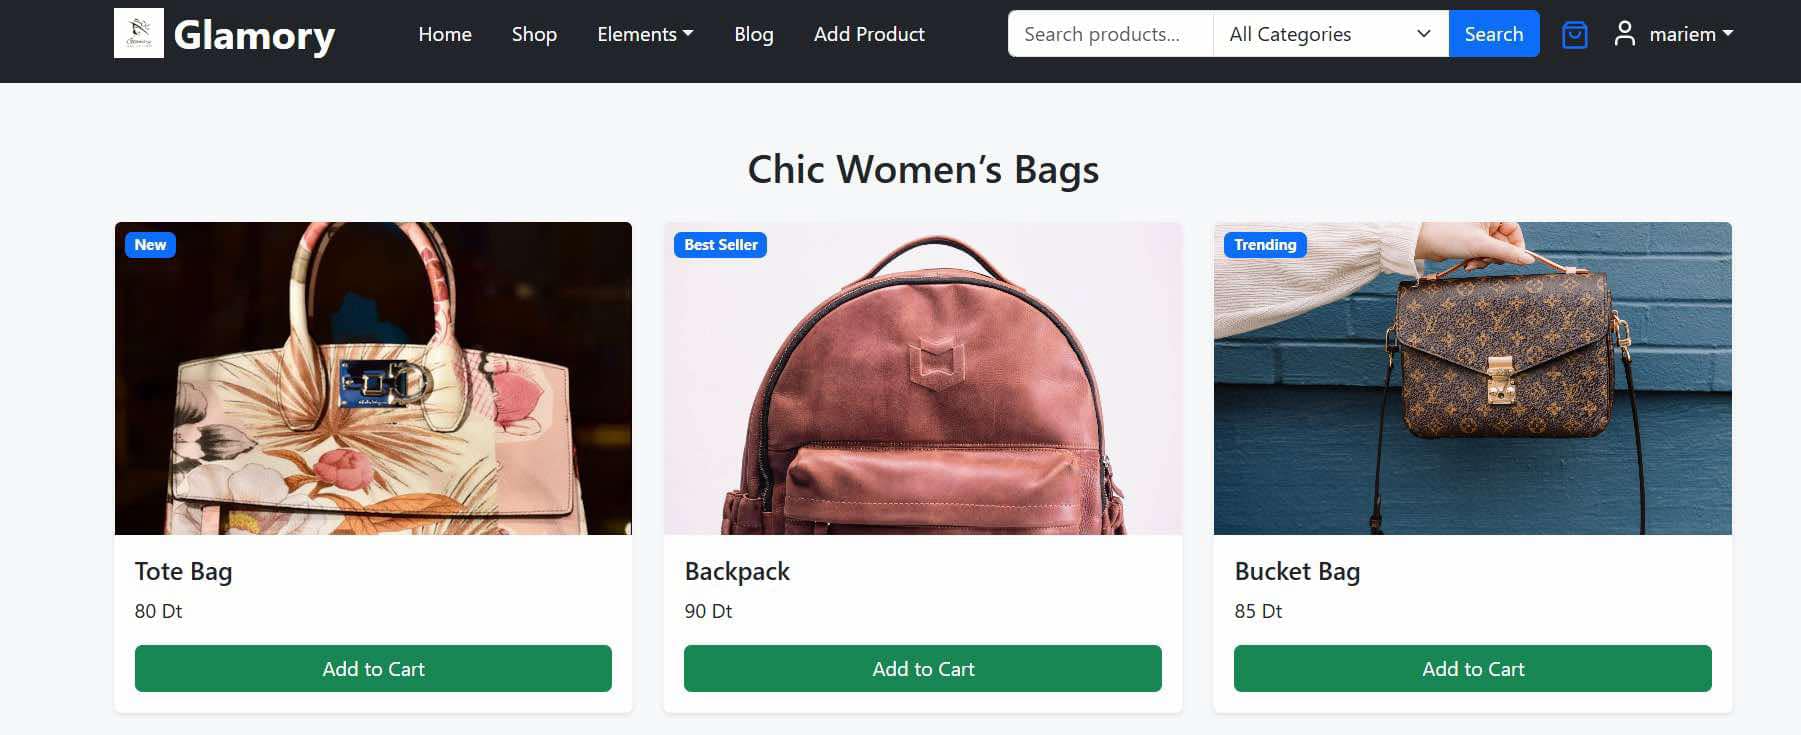 Glamory
Home Shop Elements Blog Add Product
Search products... All Categories Search mariem
Chic Women’s Bags
New
Best Seller
Trending
Tote Bag
80 Dt
Add to Cart
Backpack
90 Dt
Add to Cart
Bucket Bag
85 Dt
Add to Cart